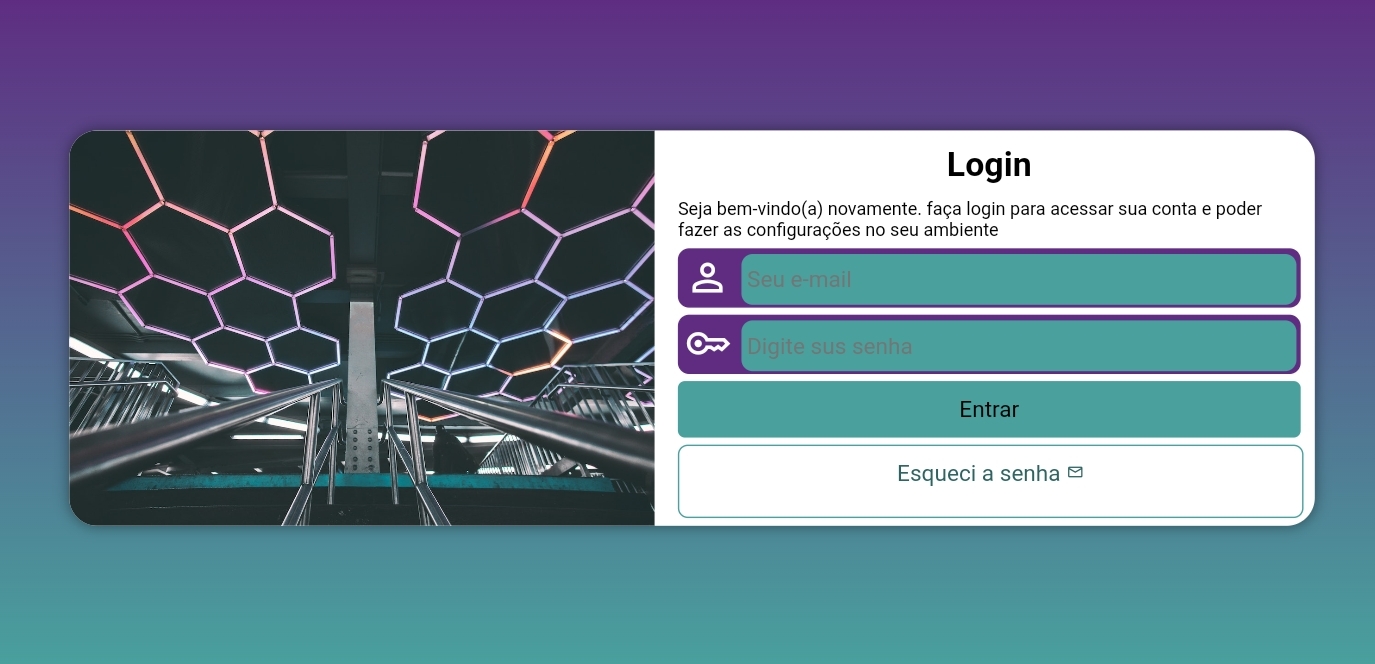 Login
Seja bem-vindo(a) novamente. faça login para acessar sua conta e poder
fazer as configurações no seu ambiente
Seu e-mail
Digite sus senha
Entrar
Esqueci a senha